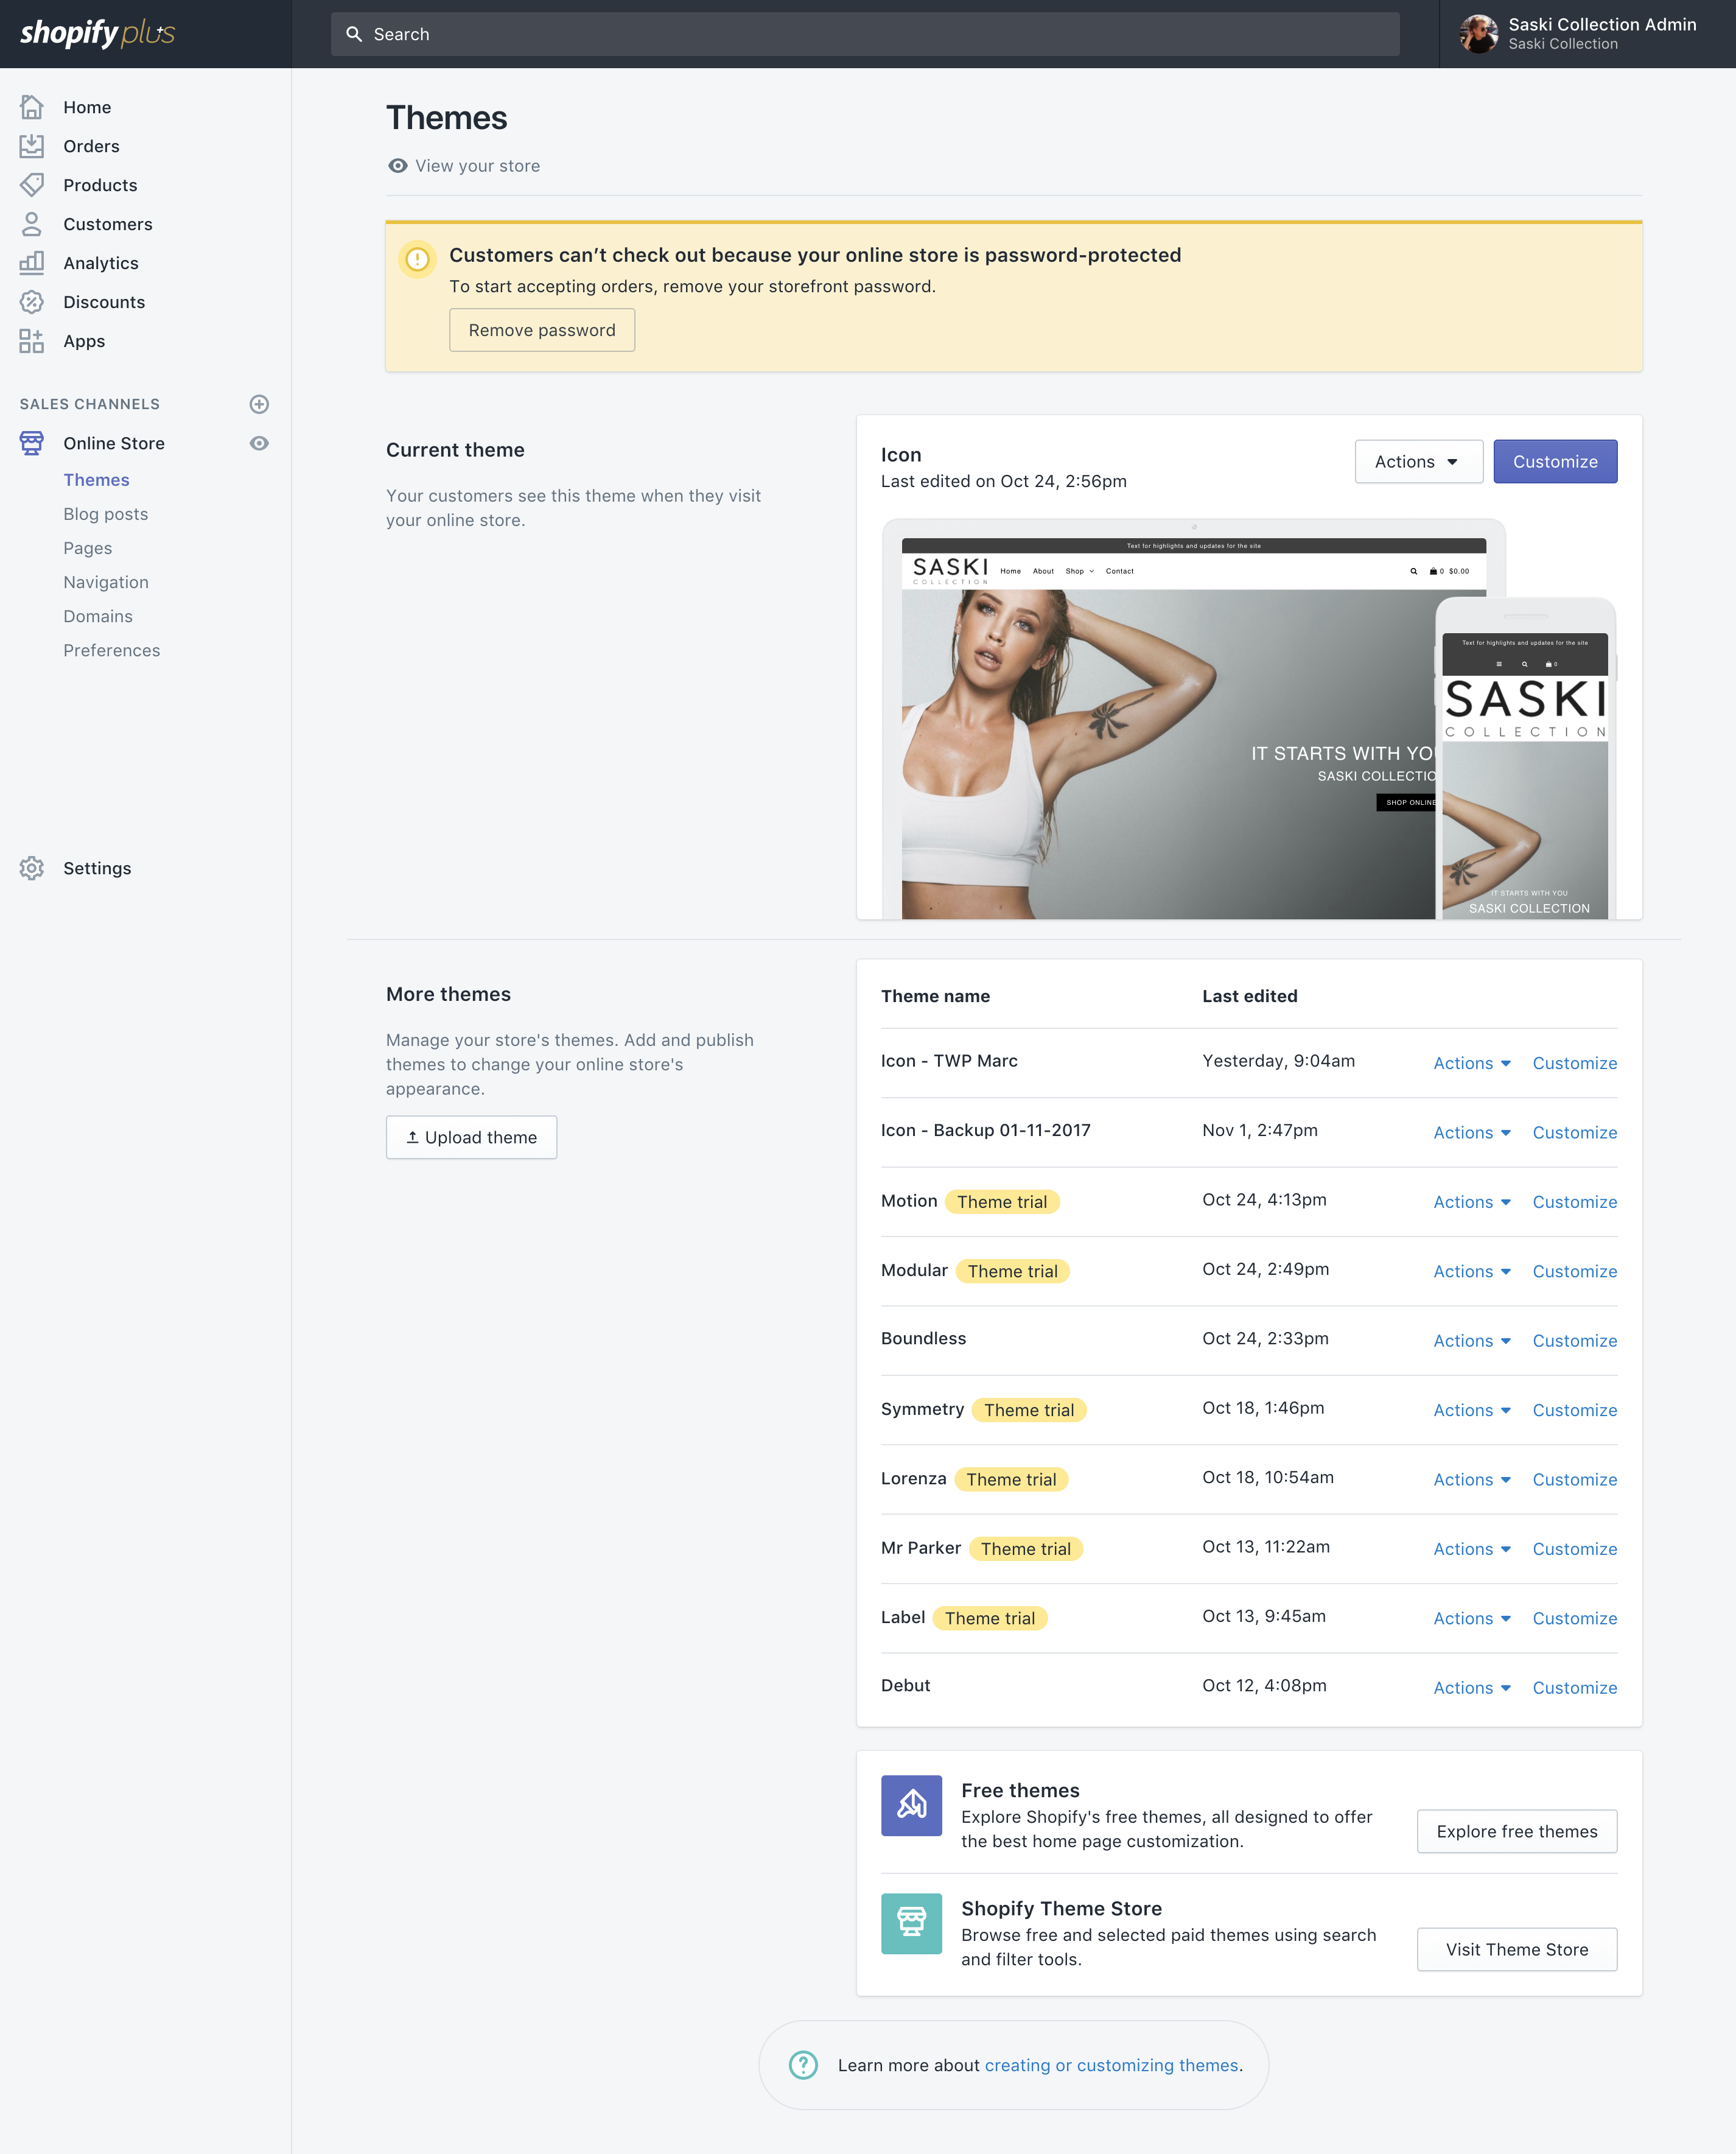 shopify plus
Search
Saski Collection Admin
Saski Collection
Home
Orders
Products
Customers
Analytics
Discounts
Apps
SALES CHANNELS
Online Store
Themes
Blog posts
Pages
Navigation
Domains
Preferences
Settings
Themes
View your store
Customers can’t check out because your online store is password-protected
To start accepting orders, remove your storefront password.
Remove password
Current theme
Your customers see this theme when they visit
your online store.
Icon
Last edited on Oct 24, 2:56pm
Actions
Customize
Text for highlights and updates for the site
SASKI
COLLECTION
Home About Shop Contact
0 $0.00
IT STARTS WITH YO
SASKI COLLECTIO
SHOP ONLINE
Text for highlights and updates for the site
0
SASKI
COLLECTION
IT STARTS WITH YOU
SASKI COLLECTION
More themes
Manage your store's themes. Add and publish
themes to change your online store's
appearance.
Upload theme
Theme name Last edited
Icon - TWP Marc Yesterday, 9:04am Actions Customize
Icon - Backup 01-11-2017 Nov 1, 2:47pm Actions Customize
Motion Theme trial Oct 24, 4:13pm Actions Customize
Modular Theme trial Oct 24, 2:49pm Actions Customize
Boundless Oct 24, 2:33pm Actions Customize
Symmetry Theme trial Oct 18, 1:46pm Actions Customize
Lorenza Theme trial Oct 18, 10:54am Actions Customize
Mr Parker Theme trial Oct 13, 11:22am Actions Customize
Label Theme trial Oct 13, 9:45am Actions Customize
Debut Oct 12, 4:08pm Actions Customize
Free themes
Explore Shopify's free themes, all designed to offer
the best home page customization.
Explore free themes
Shopify Theme Store
Browse free and selected paid themes using search
and filter tools.
Visit Theme Store
Learn more about creating or customizing themes.